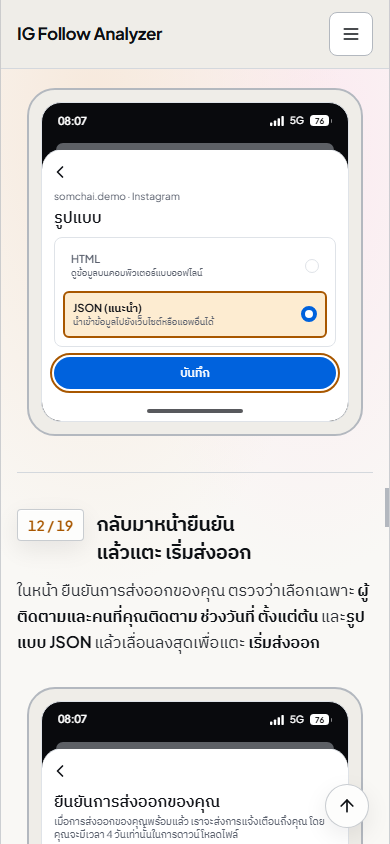 IG Follow Analyzer
08:07
5G 76
somchai.demo · Instagram
รูปแบบ
HTML
ดูข้อมูลบนคอมพิวเตอร์แบบออฟไลน์
JSON (แนะนำ)
นำเข้าข้อมูลไปยังเว็บไซต์หรือแอพอื่นได้
บันทึก
12 / 19
กลับมาหน้ายืนยัน
แล้วแตะ เริ่มส่งออก
ในหน้า ยืนยันการส่งออกของคุณ ตรวจว่าเลือกเฉพาะ ผู้
ติดตามและคนที่คุณติดตาม ช่วงวันที่ ตั้งแต่ต้น และรูป
แบบ JSON แล้วเลื่อนลงสุดเพื่อแตะ เริ่มส่งออก
08:07
5G 76
ยืนยันการส่งออกของคุณ
เมื่อการส่งออกของคุณพร้อมแล้ว เราจะส่งการแจ้งเตือนถึงคุณ โดย
คุณจะมีเวลา 4 วันเท่านั้นในการดาวน์โหลดไฟล์